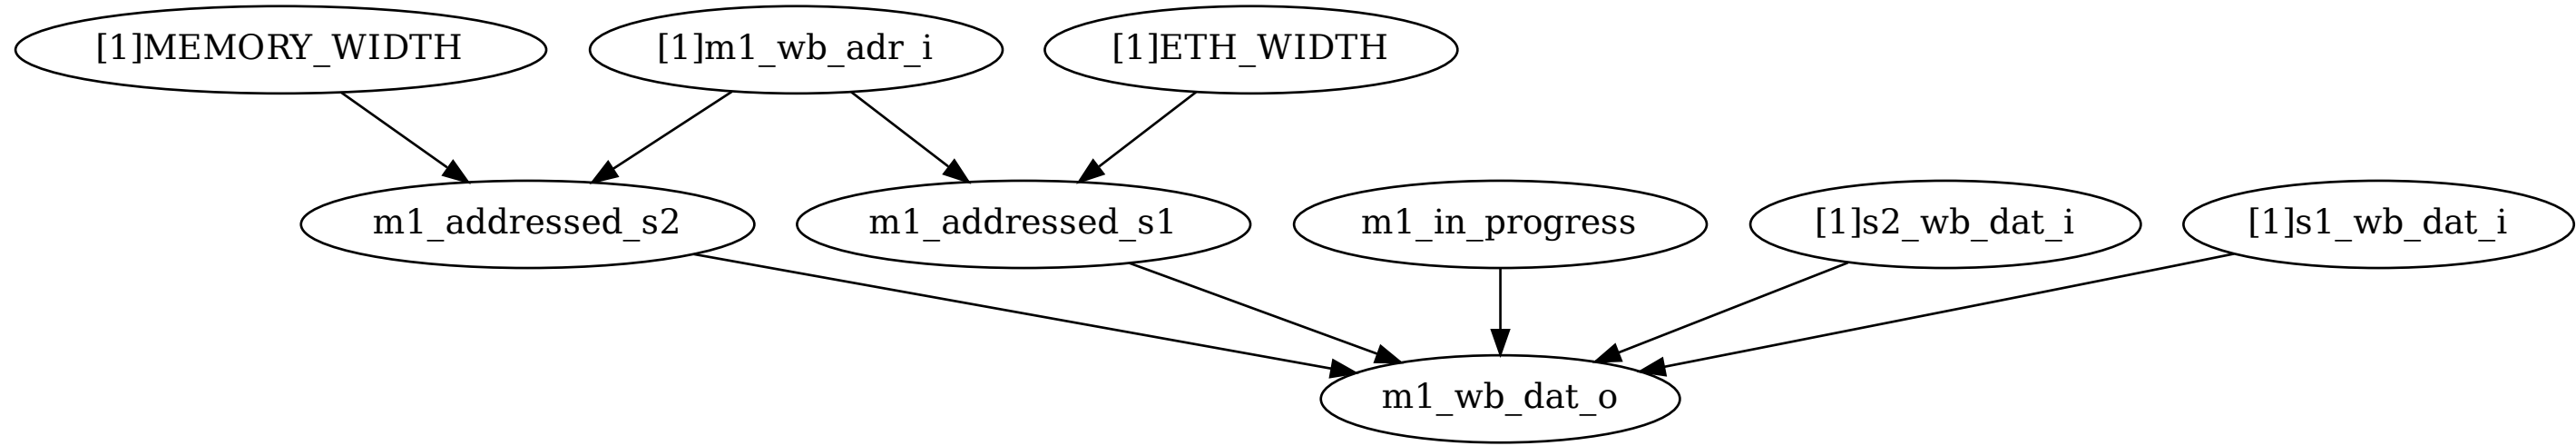 [1]MEMORY_WIDTH
[1]m1_wb_adr_i
[1]ETH_WIDTH
m1_addressed_s2
m1_addressed_s1
m1_in_progress
[1]s2_wb_dat_i
[1]s1_wb_dat_i
m1_wb_dat_o